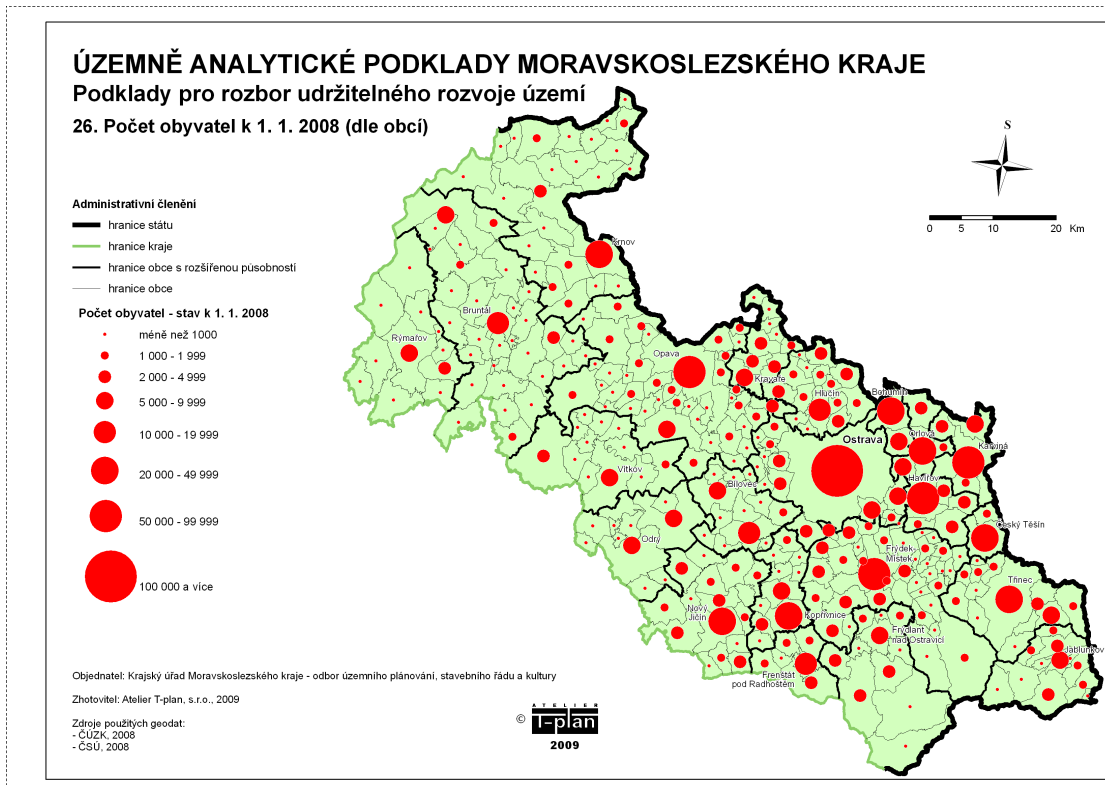 ÚZEMNĚ ANALYTICKÉ PODKLADY MORAVSKOSLEZSKÉHO KRAJE
Podklady pro rozbor udržitelného rozvoje území
26. Počet obyvatel k 1. 1. 2008 (dle obcí)
S
0 5 10 20 Km
Administrativní členění
hranice státu
hranice kraje
hranice obce s rozšířenou působností
hranice obce
Počet obyvatel - stav k 1. 1. 2008
méně než 1000
1 000 - 1 999
2 000 - 4 999
5 000 - 9 999
10 000 - 19 999
20 000 - 49 999
50 000 - 99 999
100 000 a více
Krnov
Bruntál
Rýmařov
Opava
Kravaře
Hlučín
Bohumín
Ostrava
Orlová
Karviná
Havířov
Vítkov
Bílovec
Český Těšín
Odry
Frýdek-
Místek
Třinec
Nový
Jičín
Kopřivnice
Frýdlant
nad Ostravicí
Jablunkov
Frenštát
pod Radhoštěm
Objednatel: Krajský úřad Moravskoslezského kraje - odbor územního plánování, stavebního řádu a kultury
Zhotovitel: Atelier T-plan, s.r.o., 2009
Zdroje použitých geodat:
- ČÚZK, 2008
- ČSÚ, 2008
© ATELIER
T-plan
2009